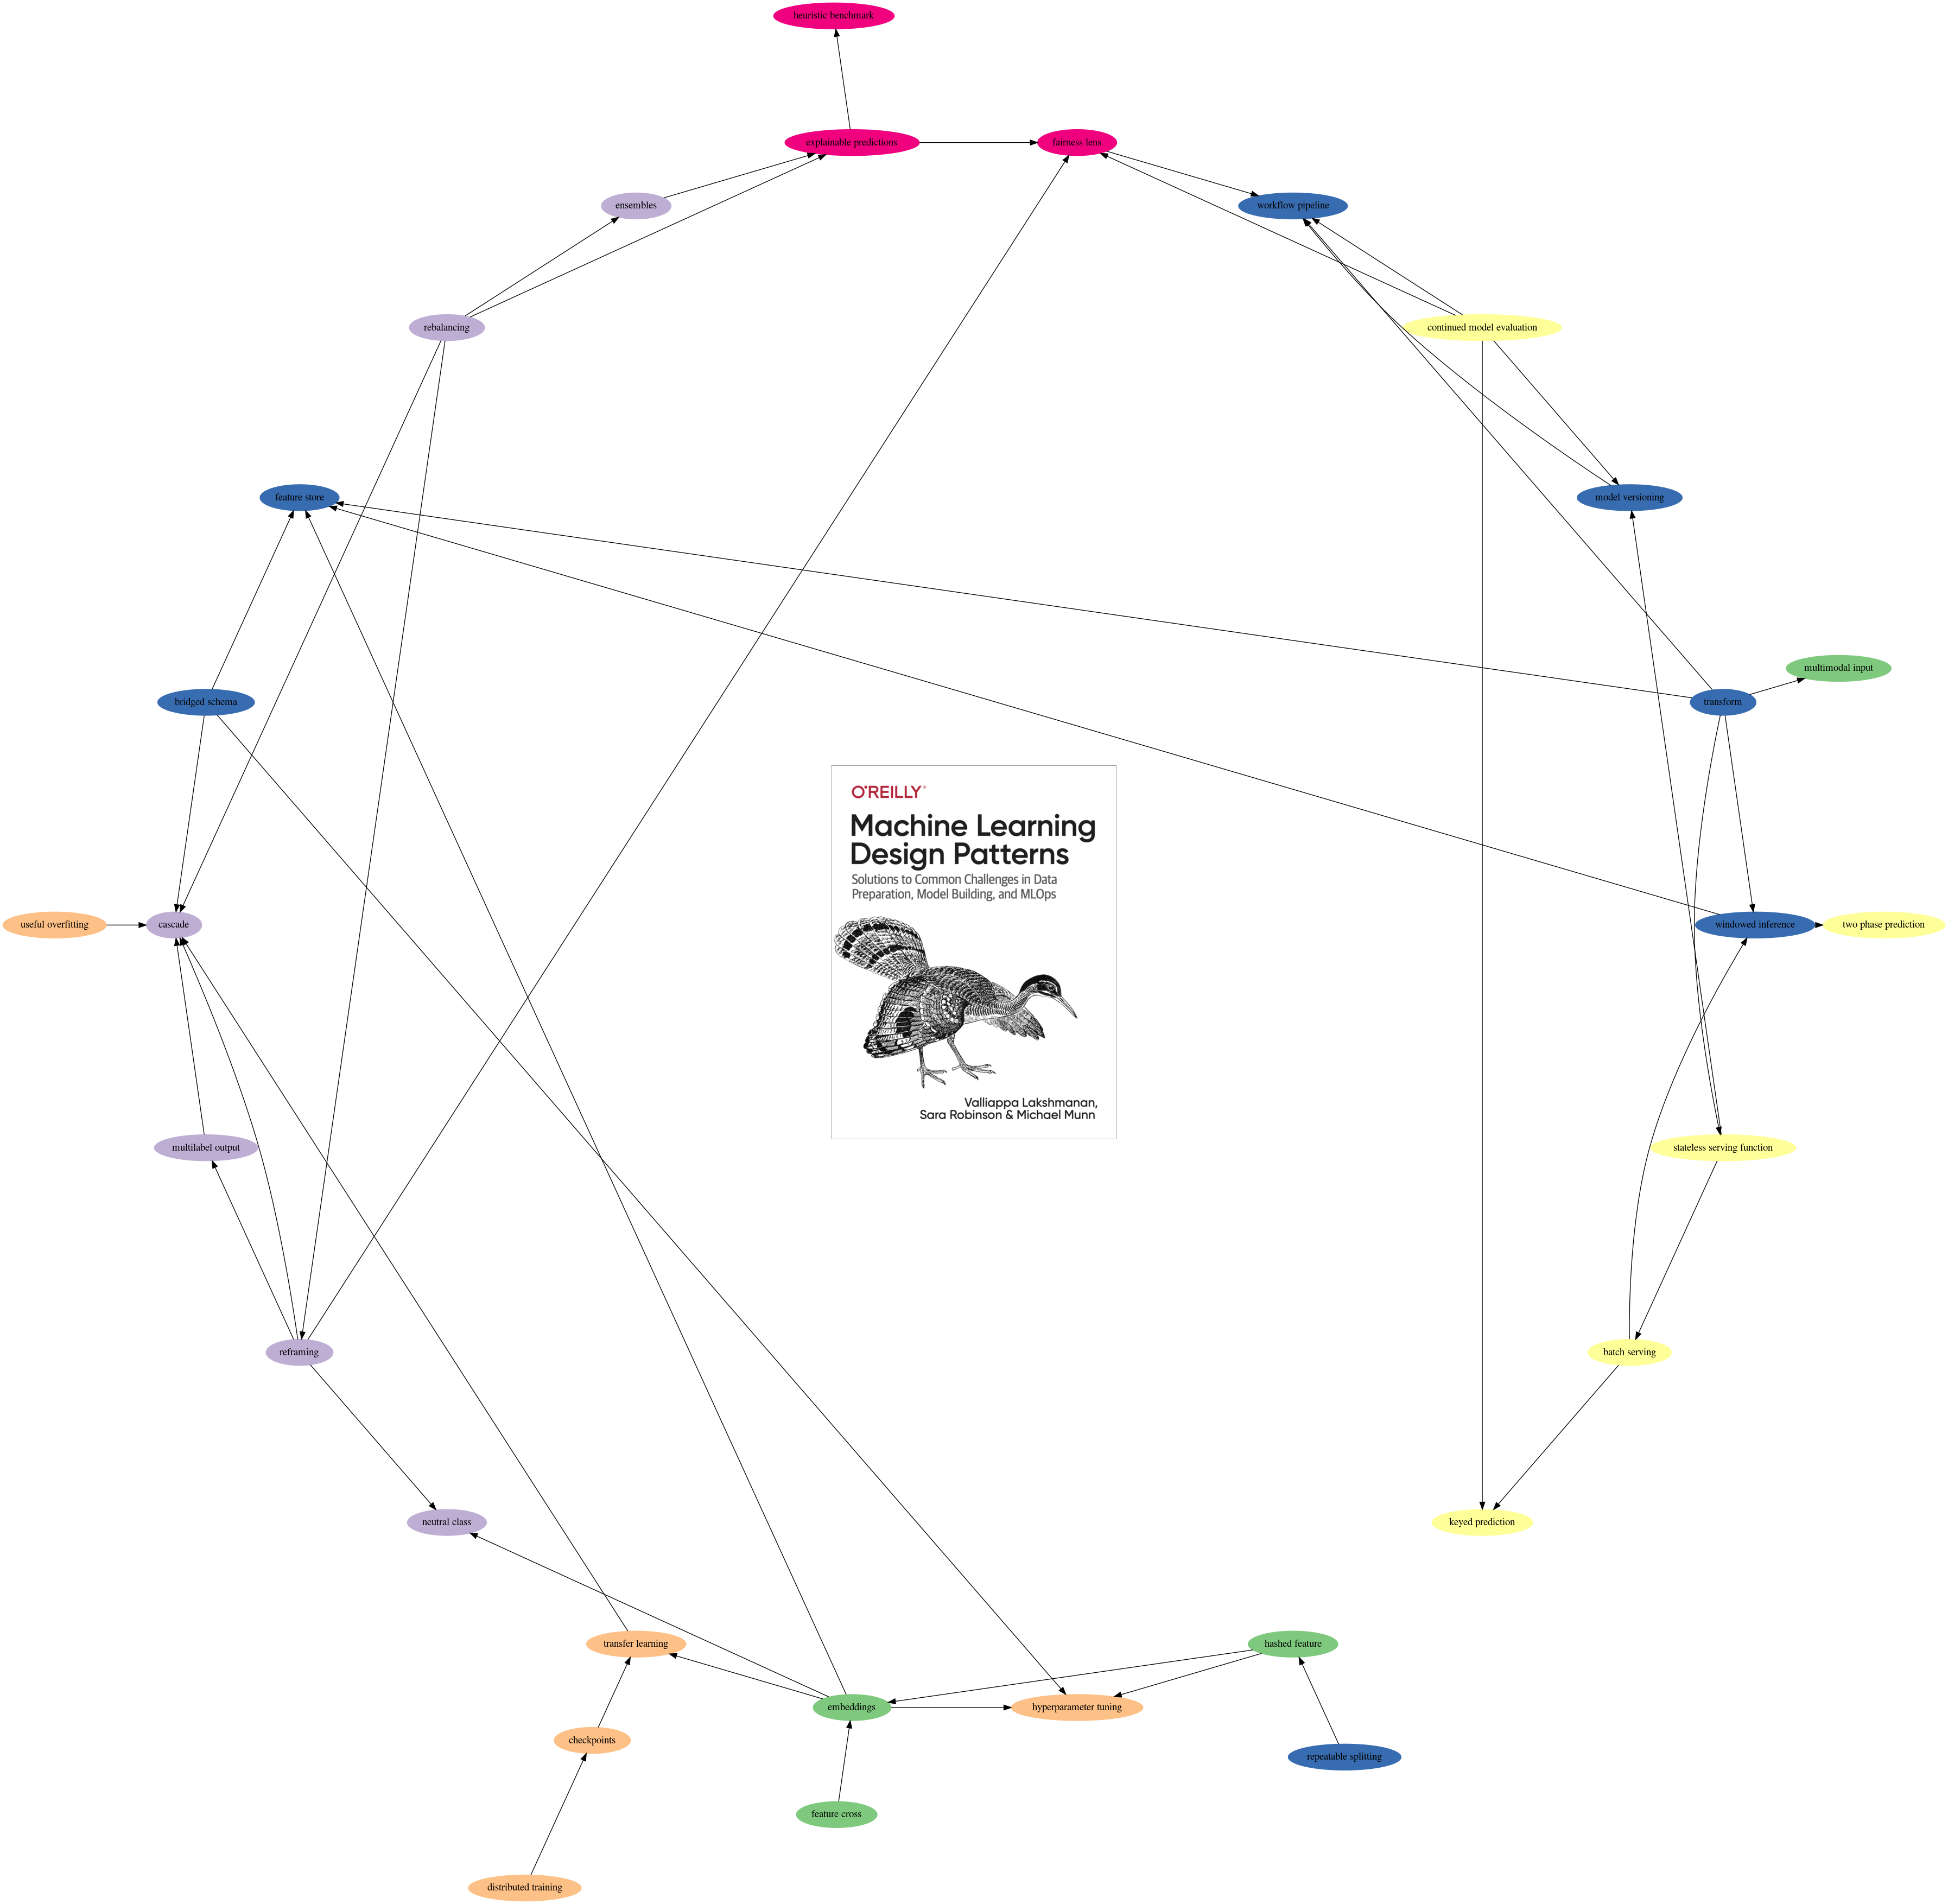 heuristic benchmark
explainable predictions
fairness lens
ensembles
workflow pipeline
rebalancing
continued model evaluation
feature store
model versioning
multimodal input
bridged schema
transform
O'REILLY®
Machine Learning
Design Patterns
Solutions to Common Challenges in Data
Preparation, Model Building, and MLOps
useful overfitting
cascade
windowed inference
two phase prediction
Valliappa Lakshmanan,
Sara Robinson & Michael Munn
multilabel output
stateless serving function
reframing
batch serving
neutral class
keyed prediction
transfer learning
hashed feature
embeddings
hyperparameter tuning
checkpoints
repeatable splitting
feature cross
distributed training